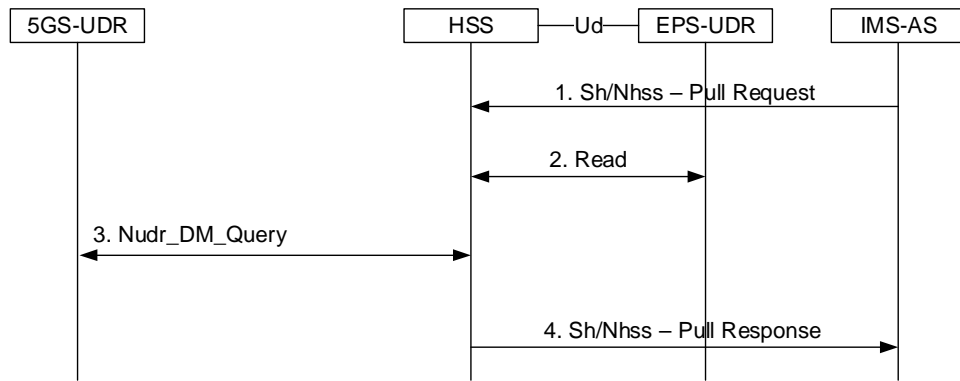 5GS-UDR
HSS
Ud
EPS-UDR
IMS-AS
1. Sh/Nhss – Pull Request
2. Read
3. Nudr_DM_Query
4. Sh/Nhss – Pull Response